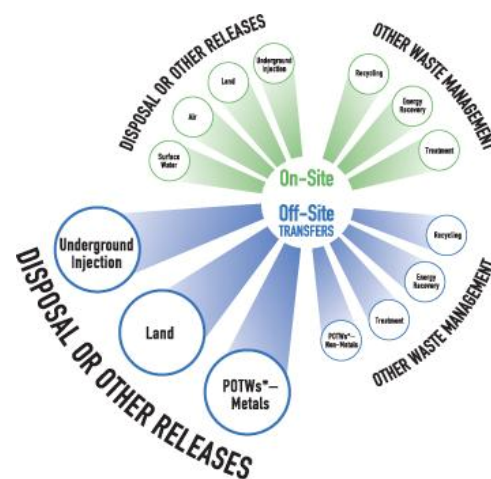 DISPOSAL OR OTHER RELEASES
Surface
Water
Air
Land
Underground
Injection
OTHER WASTE MANAGEMENT
Recycling
Energy
Recovery
Treatment
On-Site
Off-Site
TRANSFERS
DISPOSAL OR OTHER RELEASES
Underground
Injection
Land
POTWs*—
Metals
POTWs*—
Non-Metals
Treatment
Energy
Recovery
Recycling
OTHER WASTE MANAGEMENT